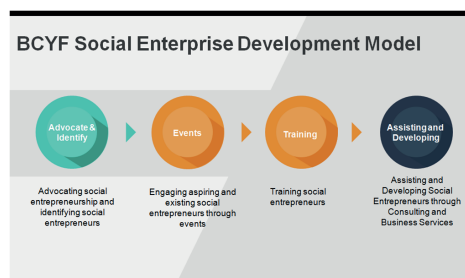 BCYF Social Enterprise Development Model
Advocate &
Identify
Events
Training
Assisting and
Developing
Advocating social
entrepreneurship and
identifying social
entrepreneurs
Engaging aspiring and
existing social
entrepreneurs through
events
Training social
entrepreneurs
Assisting and
Developing Social
Entrepreneurs through
Consulting and
Business Services